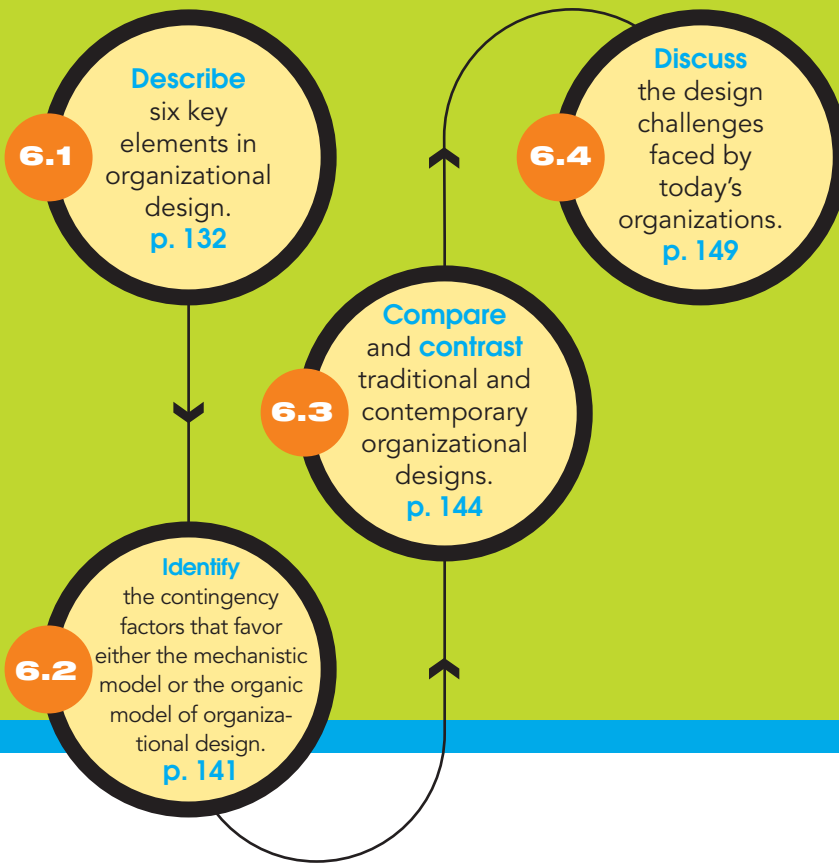 6.1
Describe
six key
elements in
organizational
design.
p. 132
6.2
Identify
the contingency
factors that favor
either the mechanistic
model or the organic
model of organiza-
tional design.
p. 141
6.3
Compare
and contrast
traditional and
contemporary
organizational
designs.
p. 144
6.4
Discuss
the design
challenges
faced by
today's
organizations.
p. 149